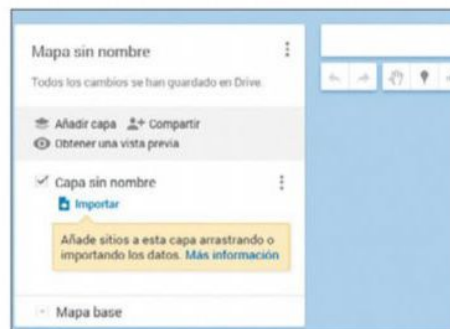 Mapa sin nombre
Todos los cambios se han guardado en Drive
Añadir capa Compartir
Obtener una vista previa
Capa sin nombre
Importar
Añade sitios a esta capa arrastrando o
importando los datos. Más información
Mapa base